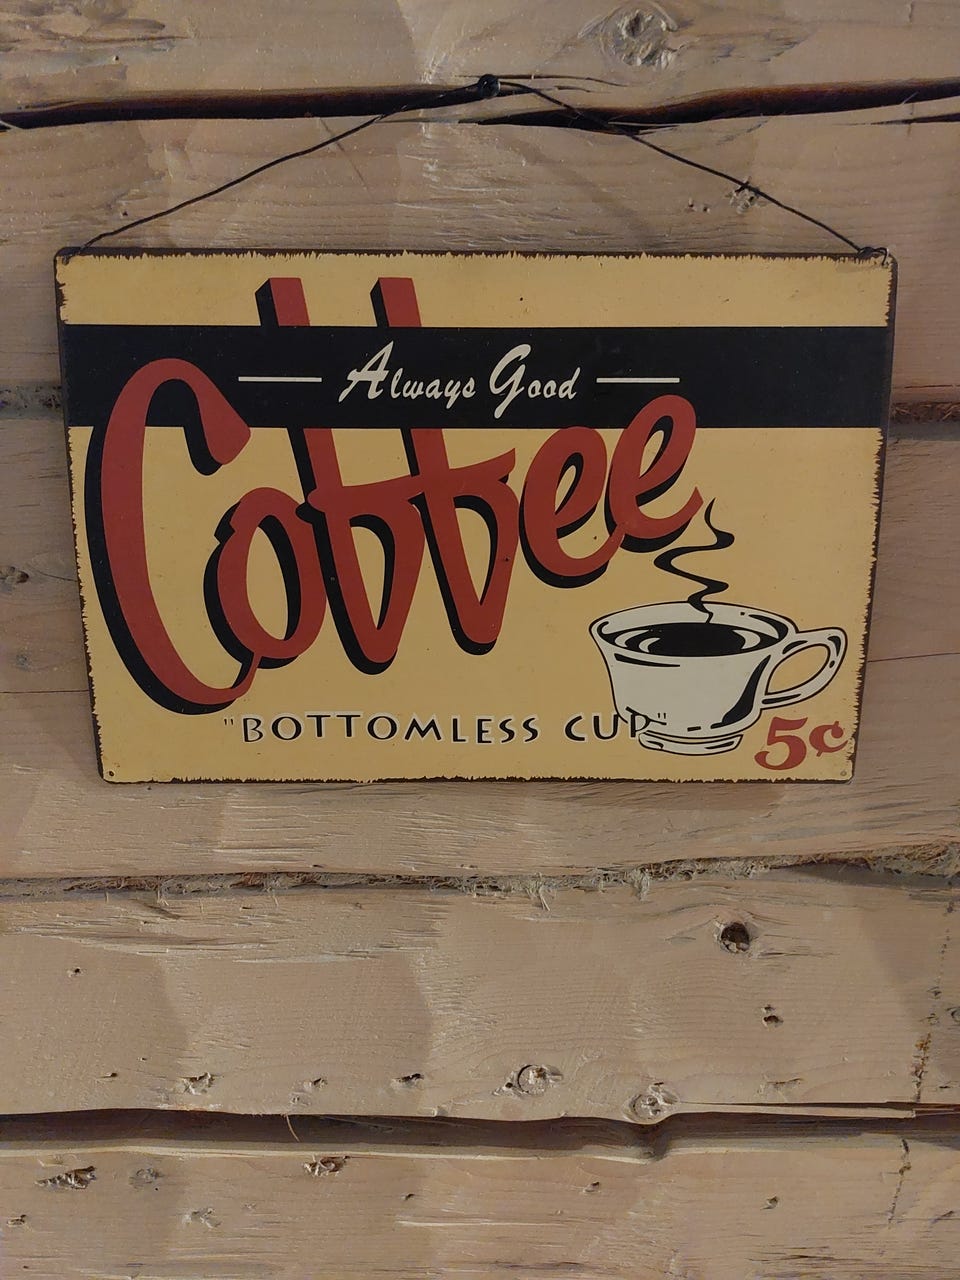 Always Good
Coffee
"BOTTOMLESS CUP"
5¢